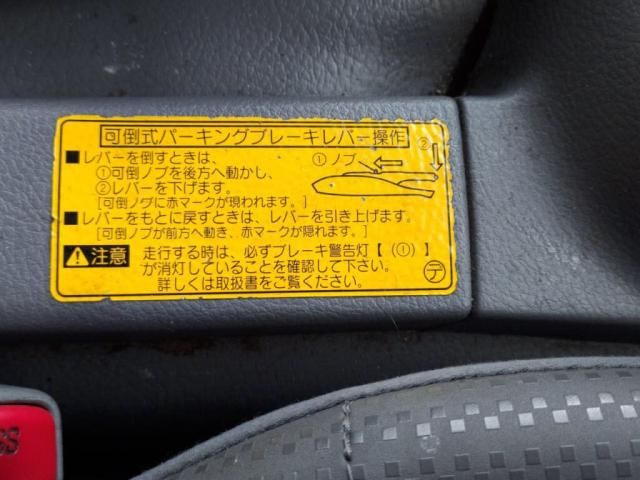 可倒式パーキングブレーキレバー操作
■レバーを倒すときは、
①可倒ノブを後方へ動かし、
②レバーを下げます。
[可倒ノブに赤マークが現われます。]
①ノブ
②
■レバーをもとに戻すときは、レバーを引き上げます。
[可倒ノブが前方へ動き、赤マークが隠れます。]
注意
走行する時は、必ずブレーキ警告灯【(①)】
が消灯していることを確認して下さい。
詳しくは取扱書をご覧ください。
デ
SS